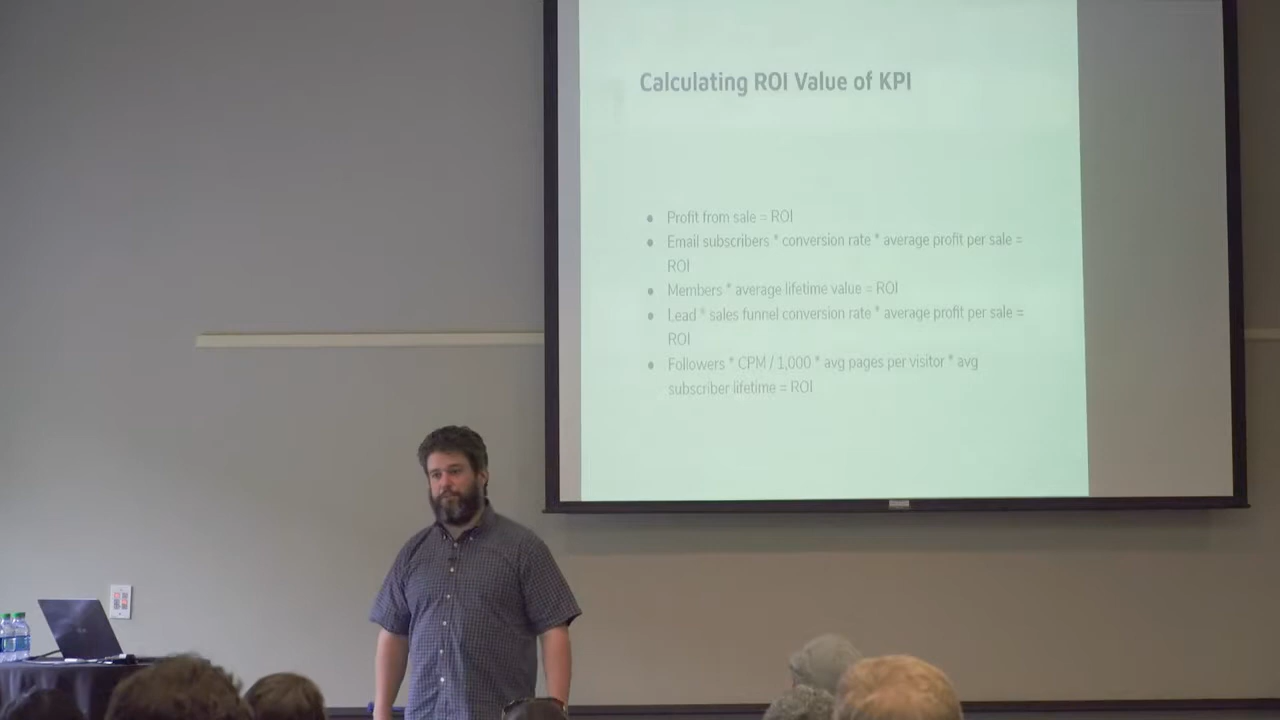 Calculating ROI Value of KPI
● Profit from sale = ROI
● Email subscribers * conversion rate * average profit per sale =
ROI
● Members * average lifetime value = ROI
● Lead * sales funnel conversion rate * average profit per sale =
ROI
● Followers * CPM / 1,000 * avg pages per visitor * avg
subscriber lifetime = ROI